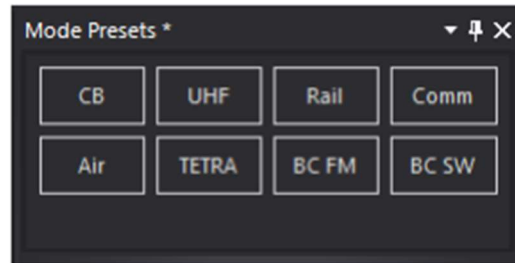 Mode Presets *
CB UHF Rail Comm
Air TETRA BC FM BC SW